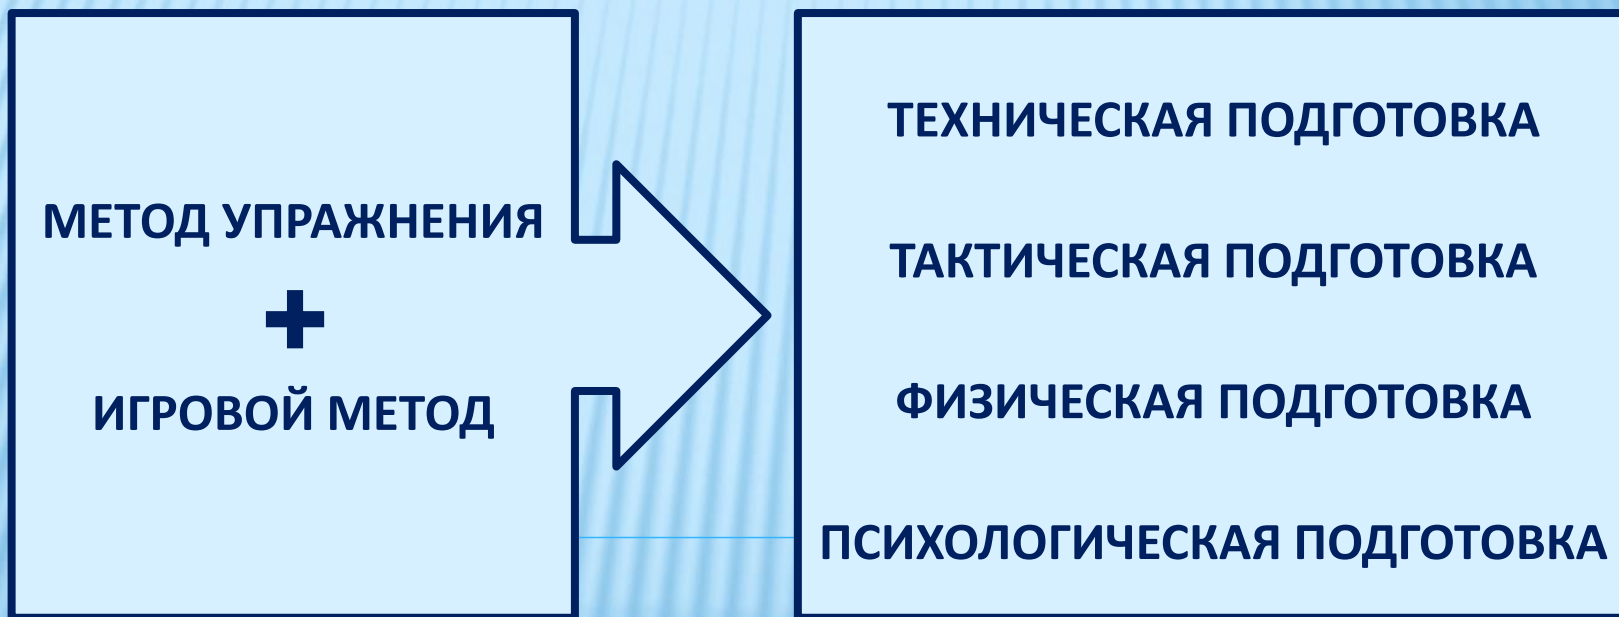 МЕТОД УПРАЖНЕНИЯ
+
ИГРОВОЙ МЕТОД
ТЕХНИЧЕСКАЯ ПОДГОТОВКА
ТАКТИЧЕСКАЯ ПОДГОТОВКА
ФИЗИЧЕСКАЯ ПОДГОТОВКА
ПСИХОЛОГИЧЕСКАЯ ПОДГОТОВКА